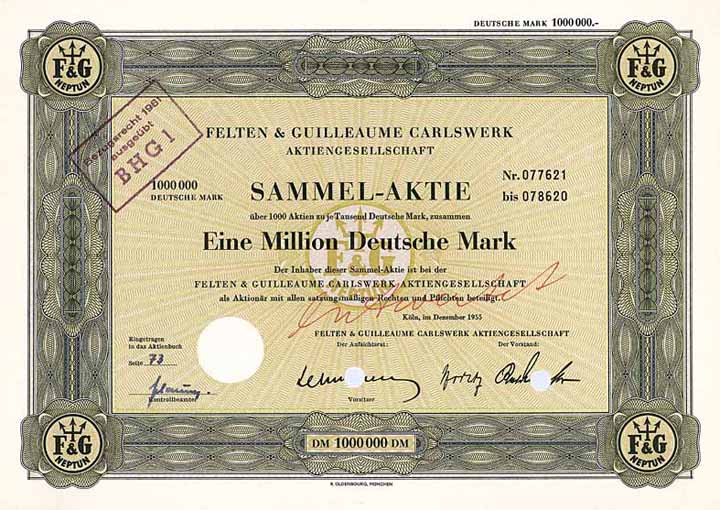 DEUTSCHE MARK 1000000.-
F&G
NEPTUN
F&G
NEPTUN
Bezugsrecht 1981
ausgeübt
BHG 1
FELTEN & GUILLEAUME CARLSWERK
AKTIENGESELLSCHAFT
1000000
DEUTSCHE MARK
SAMMEL-AKTIE
Nr. 077621
bis 078620
über 1000 Aktien zu je Tausend Deutsche Mark, zusammen
Eine Million Deutsche Mark
F&G
Der Inhaber dieser Sammel-Aktie ist bei der
FELTEN & GUILLEAUME CARLSWERK AKTIENGESELLSCHAFT
als Aktionär mit allen satzungsmäßigen Rechten und Pflichten beteiligt.
Entwertet
Köln, im Dezember 1955
FELTEN & GUILLEAUME CARLSWERK AKTIENGESELLSCHAFT
Der Aufsichtsrat:
Der Vorstand:
Eingetragen
in das Aktienbuch
Seite 73
Kontrollbeamter
Vorsitzer
F&G
NEPTUN
DM 1000000 DM
F&G
NEPTUN
R. OLDENBOURG, MÜNCHEN